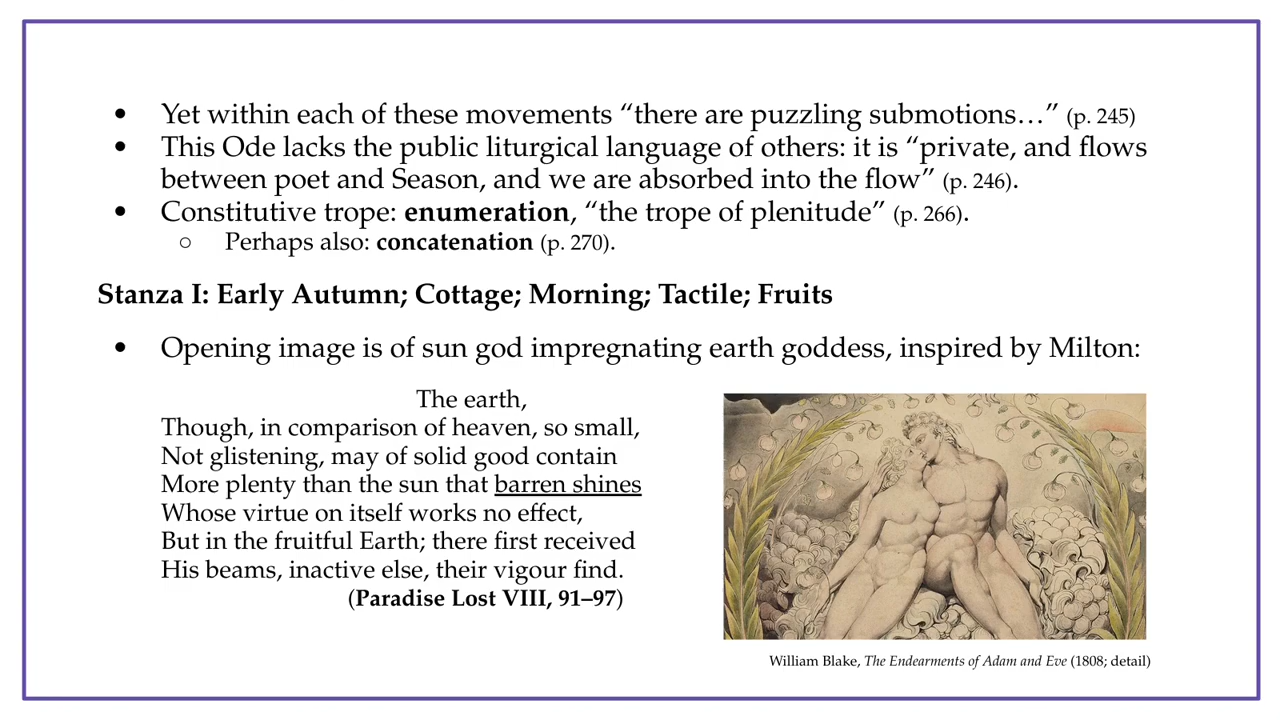 • Yet within each of these movements “there are puzzling submotions…” (p. 245)
• This Ode lacks the public liturgical language of others: it is “private, and flows
between poet and Season, and we are absorbed into the flow” (p. 246).
• Constitutive trope: enumeration, “the trope of plenitude” (p. 266).
○ Perhaps also: concatenation (p. 270).
Stanza I: Early Autumn; Cottage; Morning; Tactile; Fruits
• Opening image is of sun god impregnating earth goddess, inspired by Milton:
The earth,
Though, in comparison of heaven, so small,
Not glistening, may of solid good contain
More plenty than the sun that barren shines
Whose virtue on itself works no effect,
But in the fruitful Earth; there first received
His beams, inactive else, their vigour find.
(Paradise Lost VIII, 91–97)
William Blake, The Endearments of Adam and Eve (1808; detail)